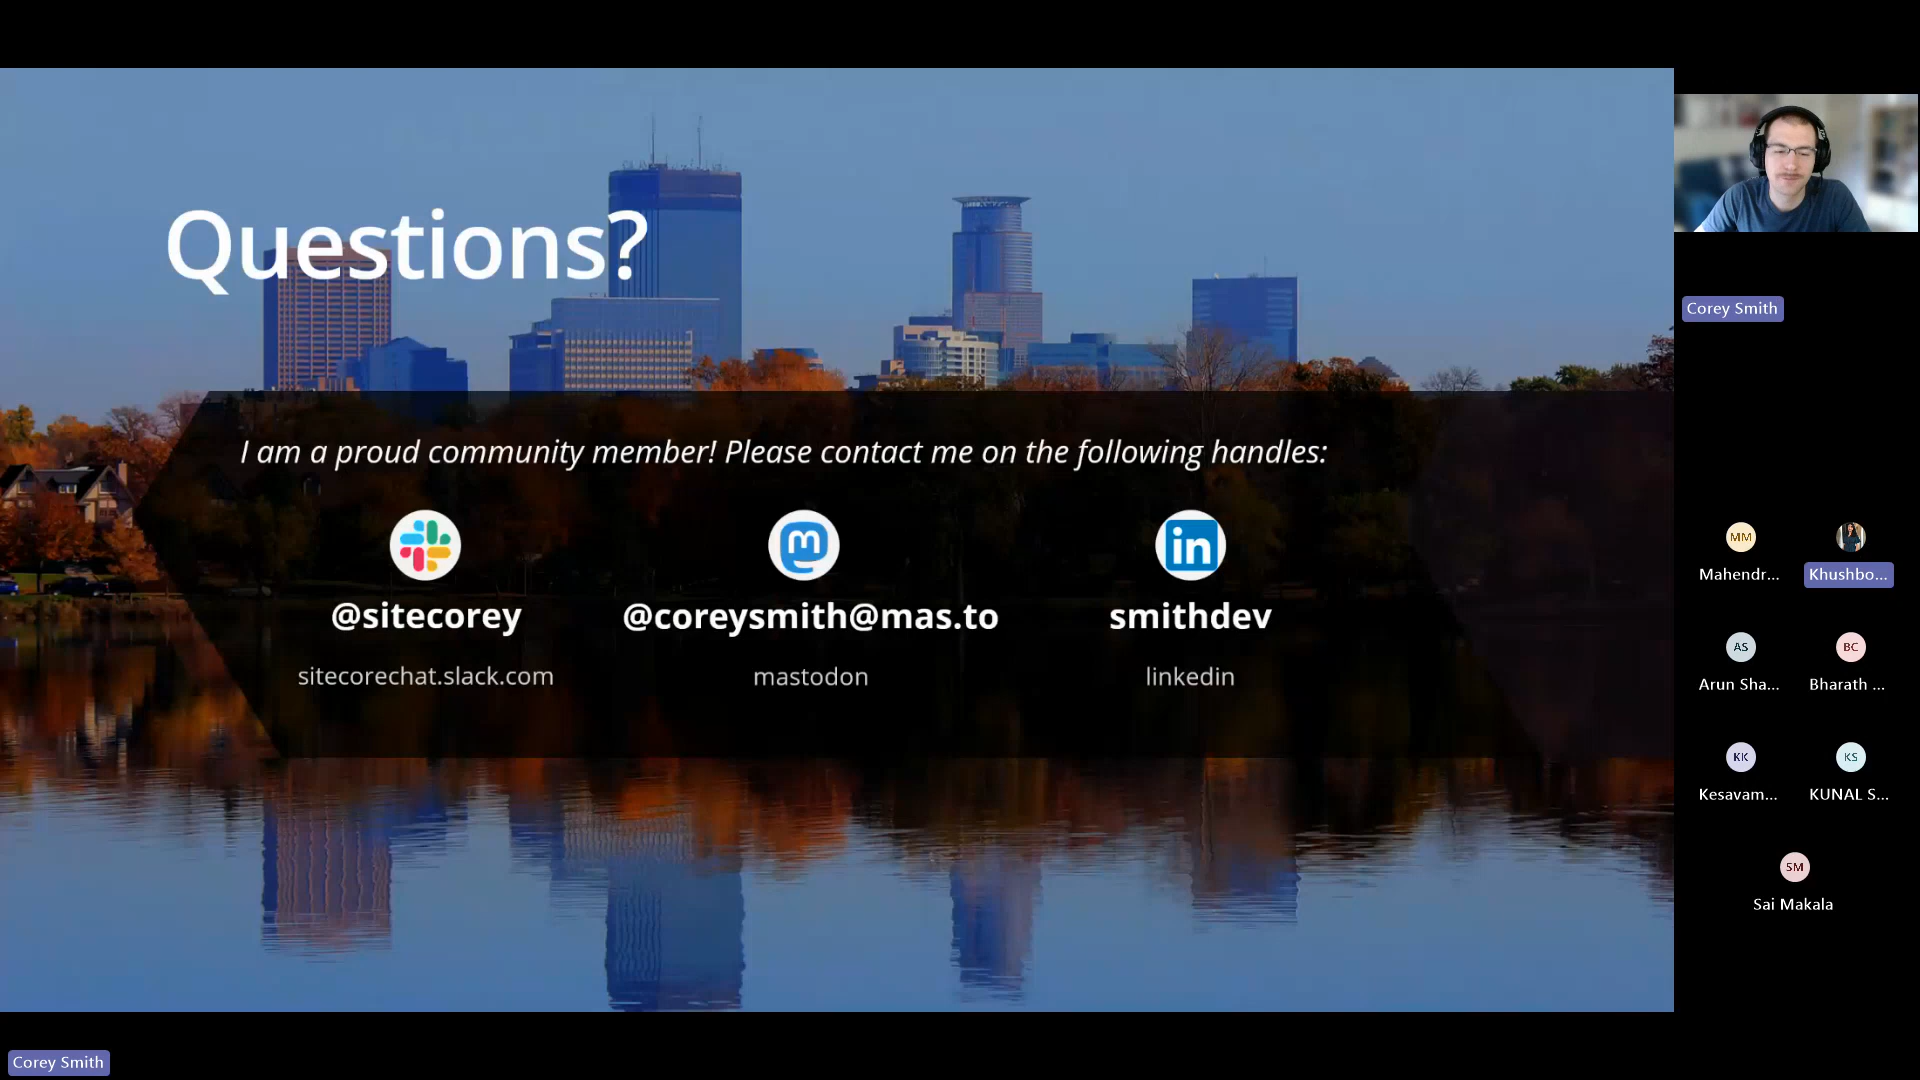 Questions?
I am a proud community member! Please contact me on the following handles:
@sitecorey
@coreysmith@mas.to
smithdev
sitecorechat.slack.com
mastodon
linkedin
Corey Smith
MM
Mahendr...
Khushbo...
AS
BC
Arun Sha...
Bharath ...
KK
KS
Kesavam...
KUNAL S...
SM
Sai Makala
Corey Smith